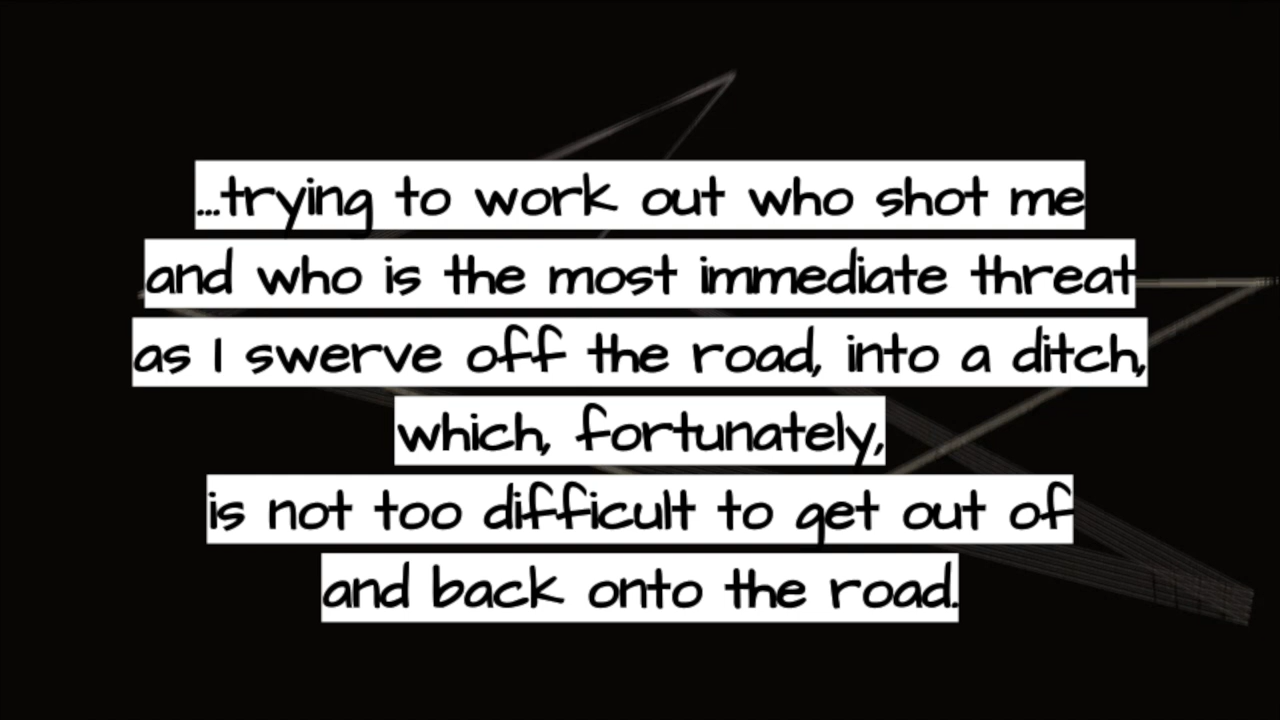 ...trying to work out who shot me
and who is the most immediate threat
as I swerve off the road, into a ditch,
which, fortunately,
is not too difficult to get out of
and back onto the road.